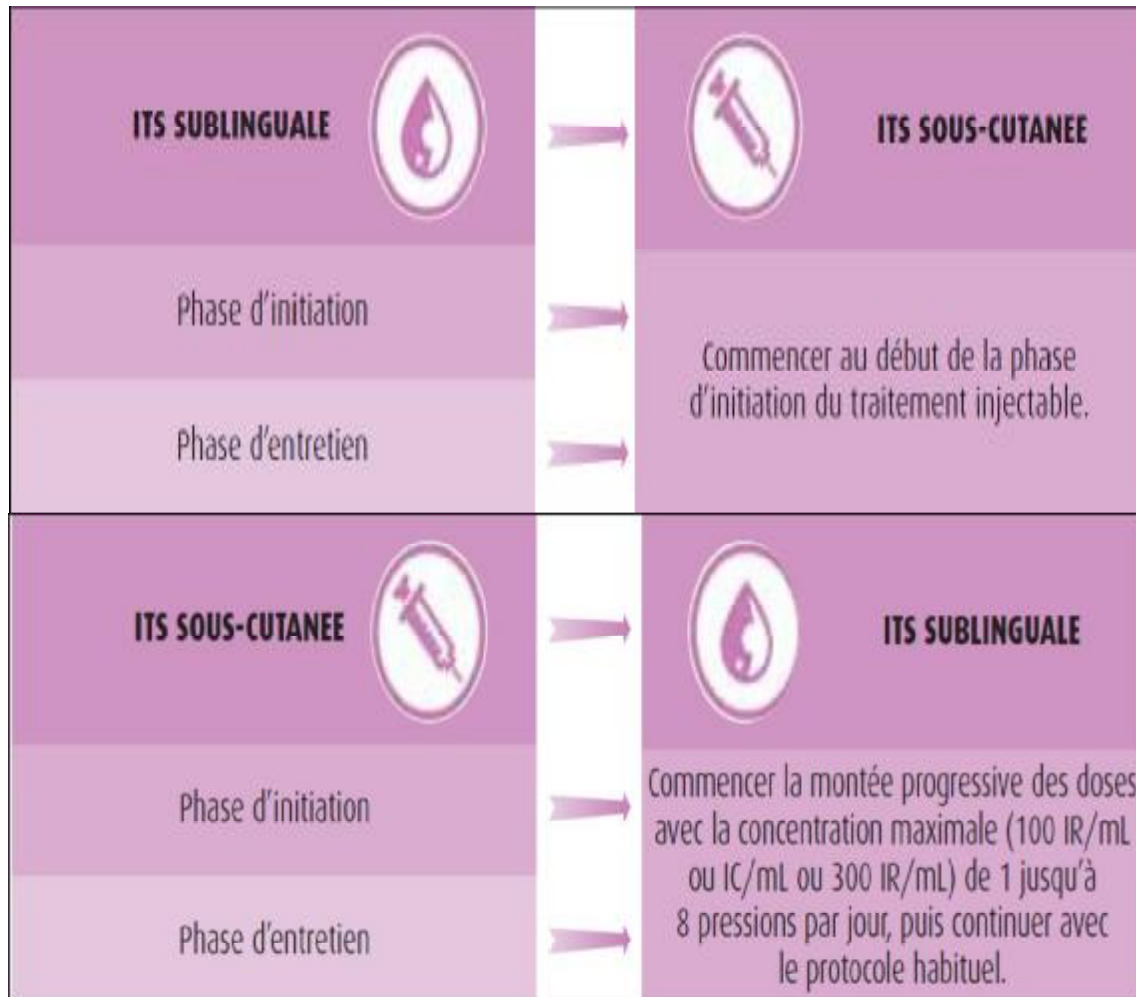 ITS SUBLINGUALE
ITS SOUS-CUTANEE
Phase d'initiation
Phase d'entretien
Commencer au début de la phase
d'initiation du traitement injectable.
ITS SOUS-CUTANEE
ITS SUBLINGUALE
Phase d'initiation
Phase d'entretien
Commencer la montée progressive des doses
avec la concentration maximale (100 IR/mL
ou IC/mL ou 300 IR/mL) de 1 jusqu'à
8 pressions par jour, puis continuer avec
le protocole habituel.